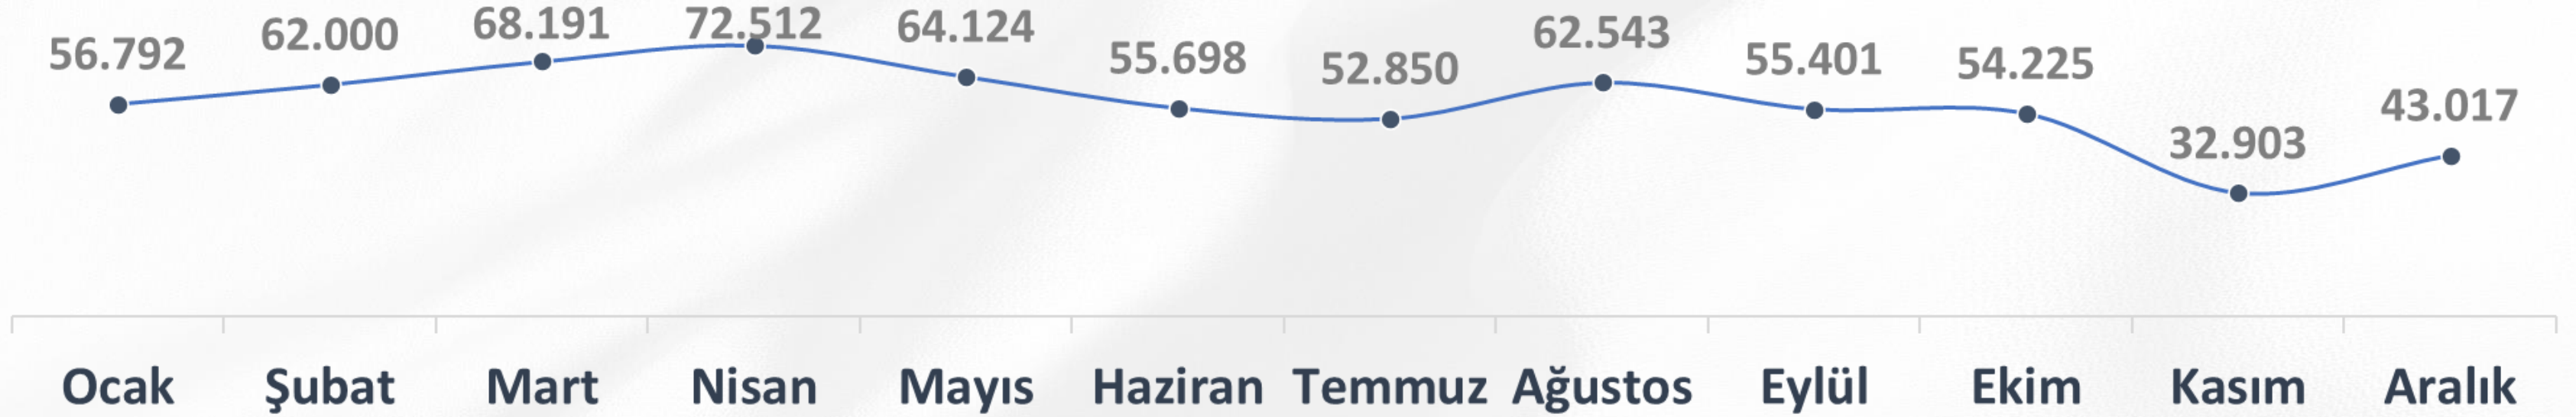 56.792 62.000 68.191 72.512 64.124 55.698 52.850 62.543 55.401 54.225 32.903 43.017
Ocak Şubat Mart Nisan Mayıs Haziran Temmuz Ağustos Eylül Ekim Kasım Aralık